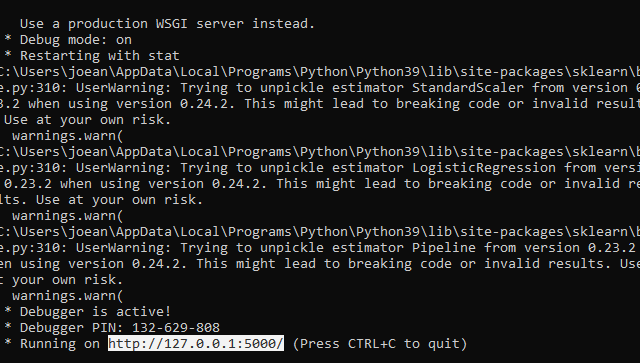 Use a production WSGI server instead.
* Debug mode: on
* Restarting with stat
C:\Users\joean\AppData\Local\Programs\Python\Python39\lib\site-packages\sklearn\b
e.py:310: UserWarning: Trying to unpickle estimator StandardScaler from version 0
3.2 when using version 0.24.2. This might lead to breaking code or invalid result
Use at your own risk.
warnings.warn(
C:\Users\joean\AppData\Local\Programs\Python\Python39\lib\site-packages\sklearn\b
e.py:310: UserWarning: Trying to unpickle estimator LogisticRegression from versi
0.23.2 when using version 0.24.2. This might lead to breaking code or invalid re
lts. Use at your own risk.
warnings.warn(
C:\Users\joean\AppData\Local\Programs\Python\Python39\lib\site-packages\sklearn\b
e.py:310: UserWarning: Trying to unpickle estimator Pipeline from version 0.23.2
en using version 0.24.2. This might lead to breaking code or invalid results. Use
t your own risk.
warnings.warn(
* Debugger is active!
* Debugger PIN: 132-629-808
* Running on http://127.0.0.1:5000/ (Press CTRL+C to quit)